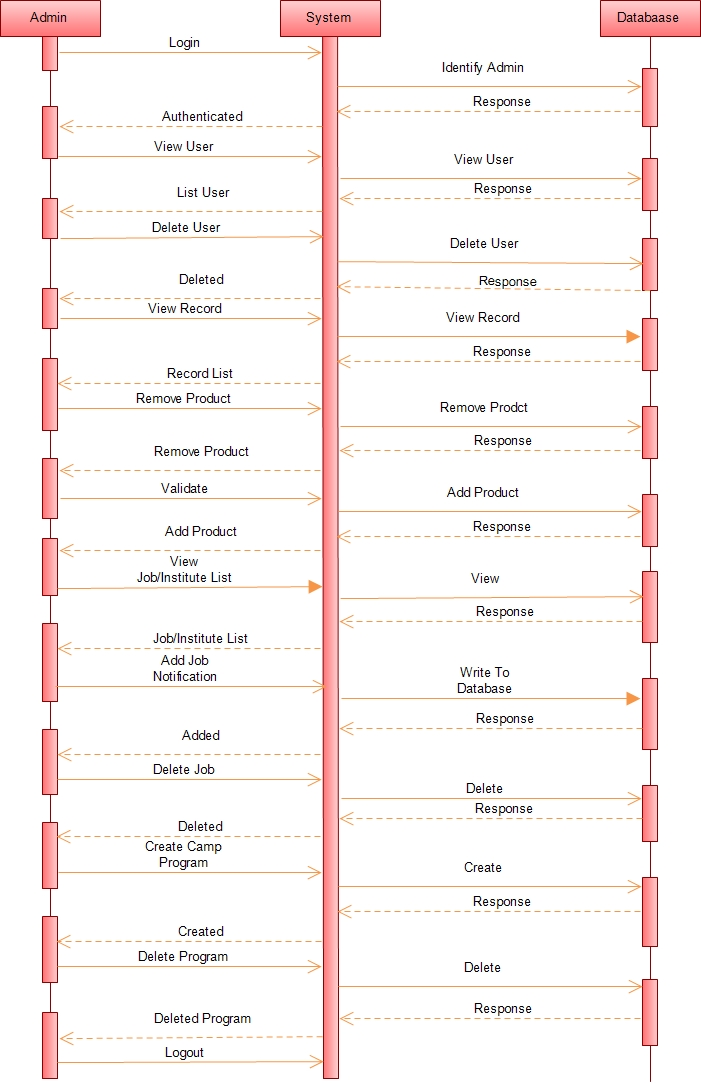 Admin
System
Databaase
Login
Identify Admin
Response
Authenticated
View User
View User
Response
List User
Delete User
Delete User
Response
Deleted
View Record
View Record
Response
Record List
Remove Product
Remove Prodct
Response
Remove Product
Validate
Add Product
Response
Add Product
View
Job/Institute List
View
Response
Job/Institute List
Add Job
Notification
Write To
Database
Response
Added
Delete Job
Delete
Response
Deleted
Create Camp
Program
Create
Response
Created
Delete Program
Delete
Response
Deleted Program
Logout